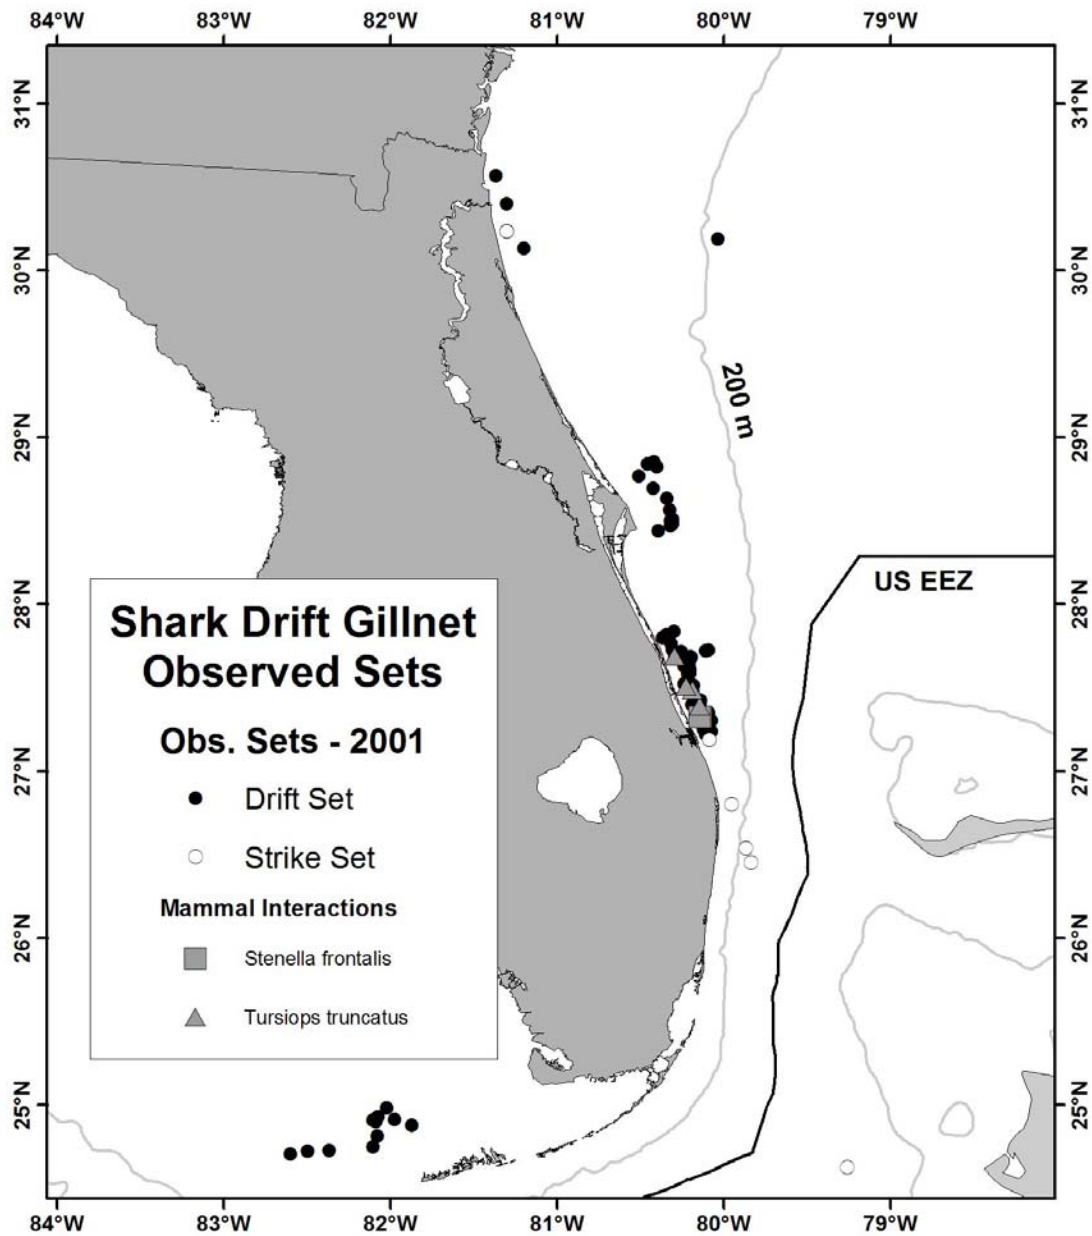 84°W 83°W 82°W 81°W 80°W 79°W
31°N 31°N
30°N 30°N
200 m
29°N 29°N
US EEZ
28°N 28°N
Shark Drift Gillnet
Observed Sets
Obs. Sets - 2001
Drift Set
Strike Set
Mammal Interactions
Stenella frontalis
Tursiops truncatus
27°N 27°N
26°N 26°N
25°N 25°N
84°W 83°W 82°W 81°W 80°W 79°W